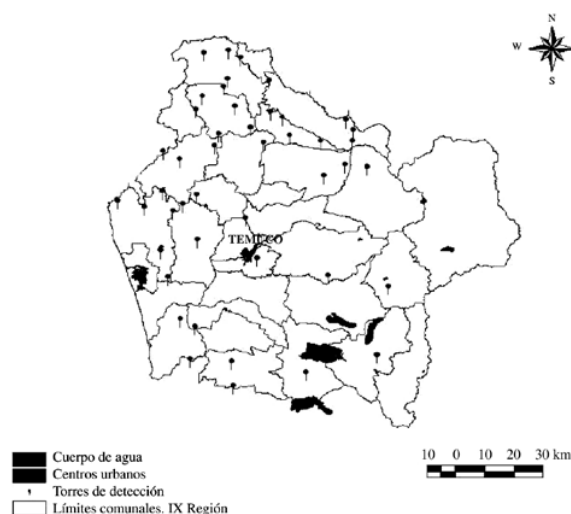 N
W
S
TEMUCO
Cuerpo de agua
Centros urbanos
Torres de detección
Límites comunales. IX Región
10 0 10 20 30 km